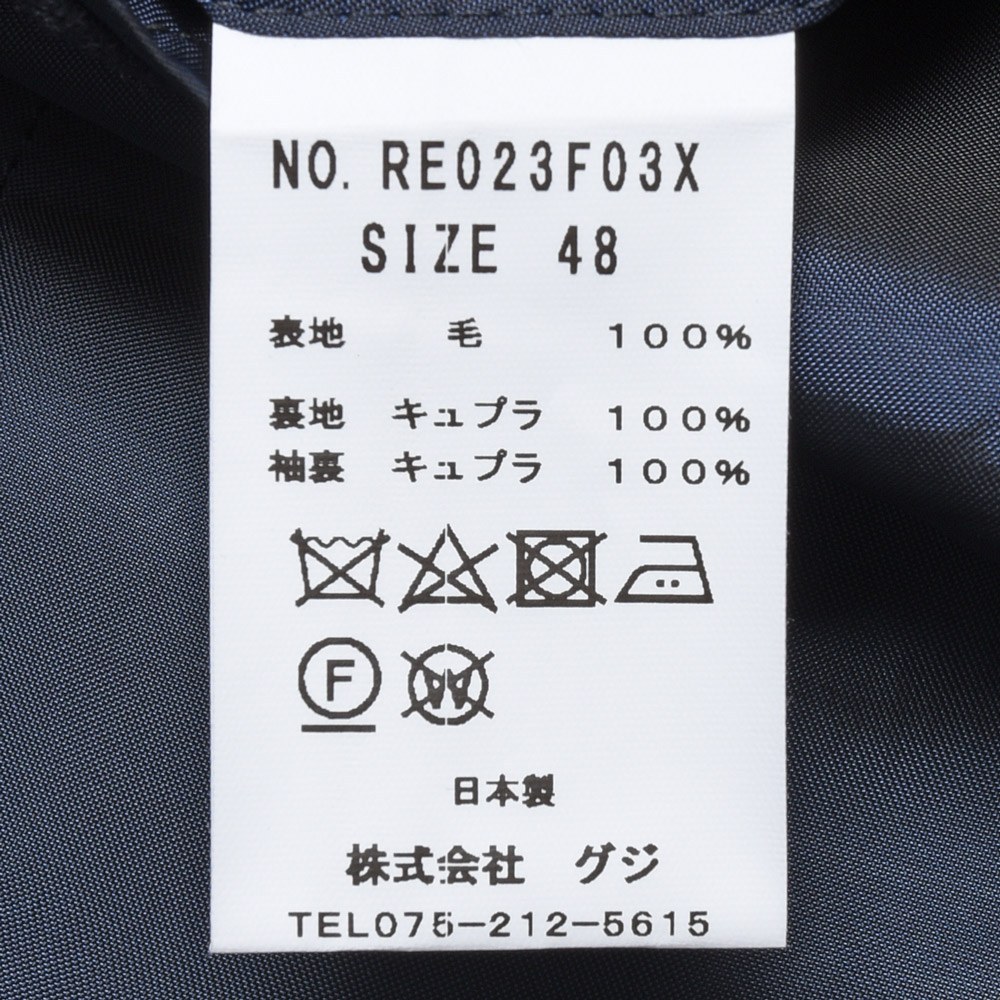 NO. RE023F03X
SIZE 48
表地 毛 100%
裏地 キュプラ 100%
袖裏 キュプラ 100%
F W
日本製
株式会社 グジ
TEL075-212-5615